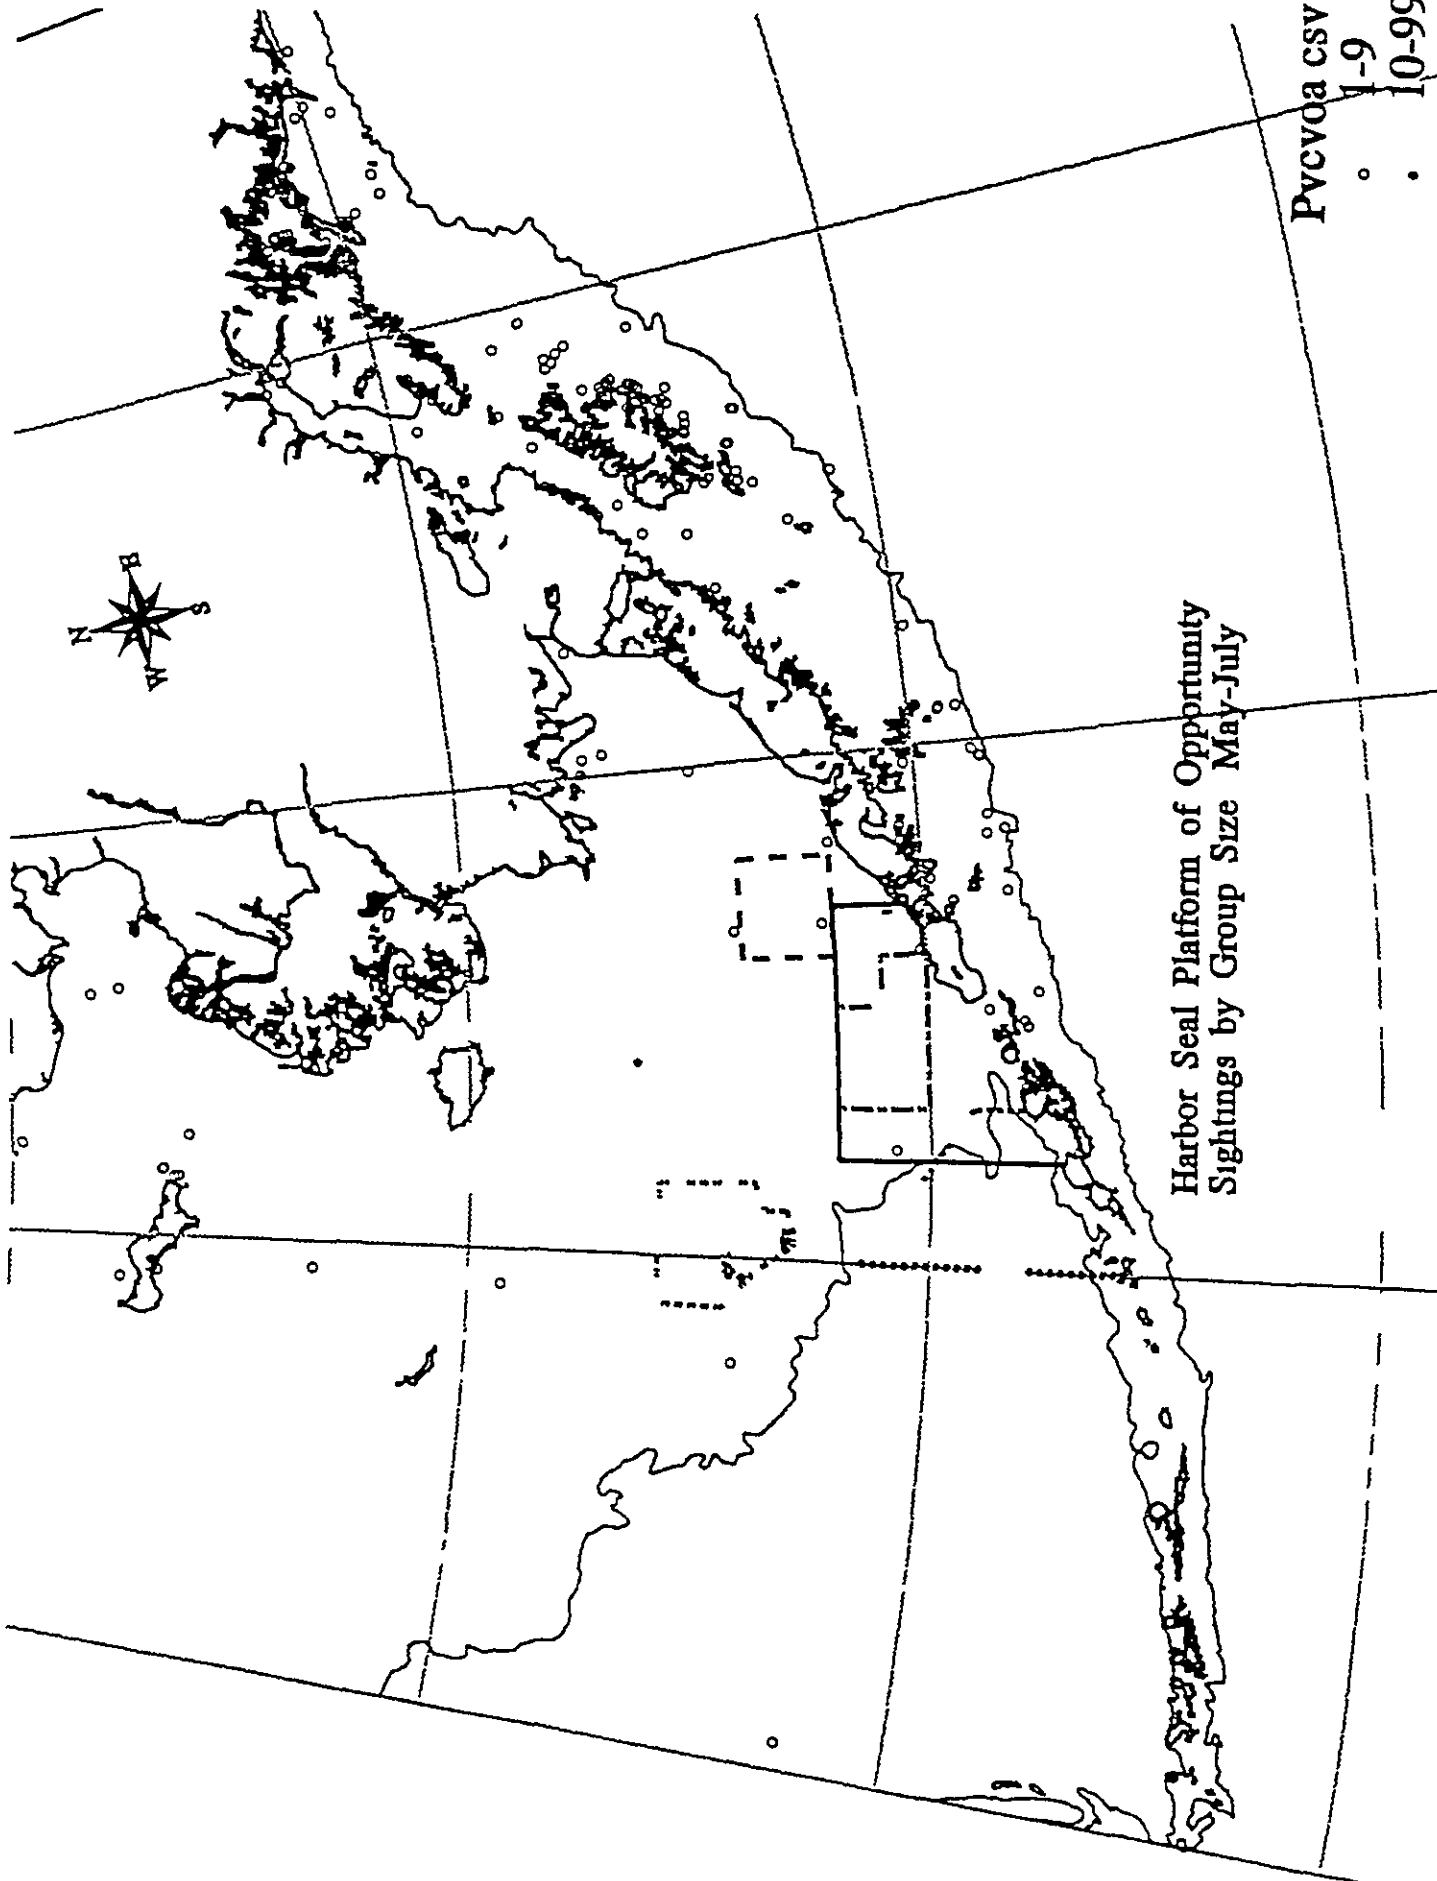 N
E
W
S
Harbor Seal Platform of Opportunity
Sightings by Group Size May-July
Pvcvoa csv
1-9
10-99